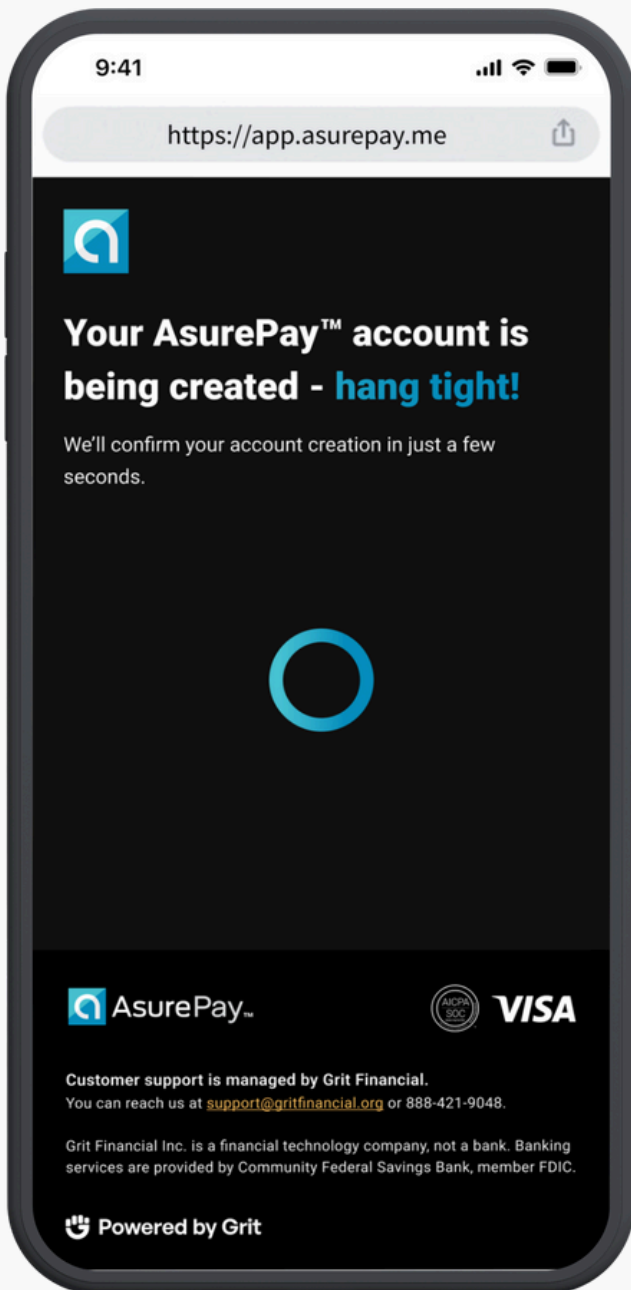 9:41
https://app.asurepay.me
Your AsurePay™ account is
being created - hang tight!
We’ll confirm your account creation in just a few
seconds.
AsurePay™
AICPA
SOC
VISA
Customer support is managed by Grit Financial.
You can reach us at support@gritfinancial.org or 888-421-9048.
Grit Financial Inc. is a financial technology company, not a bank. Banking
services are provided by Community Federal Savings Bank, member FDIC.
Powered by Grit